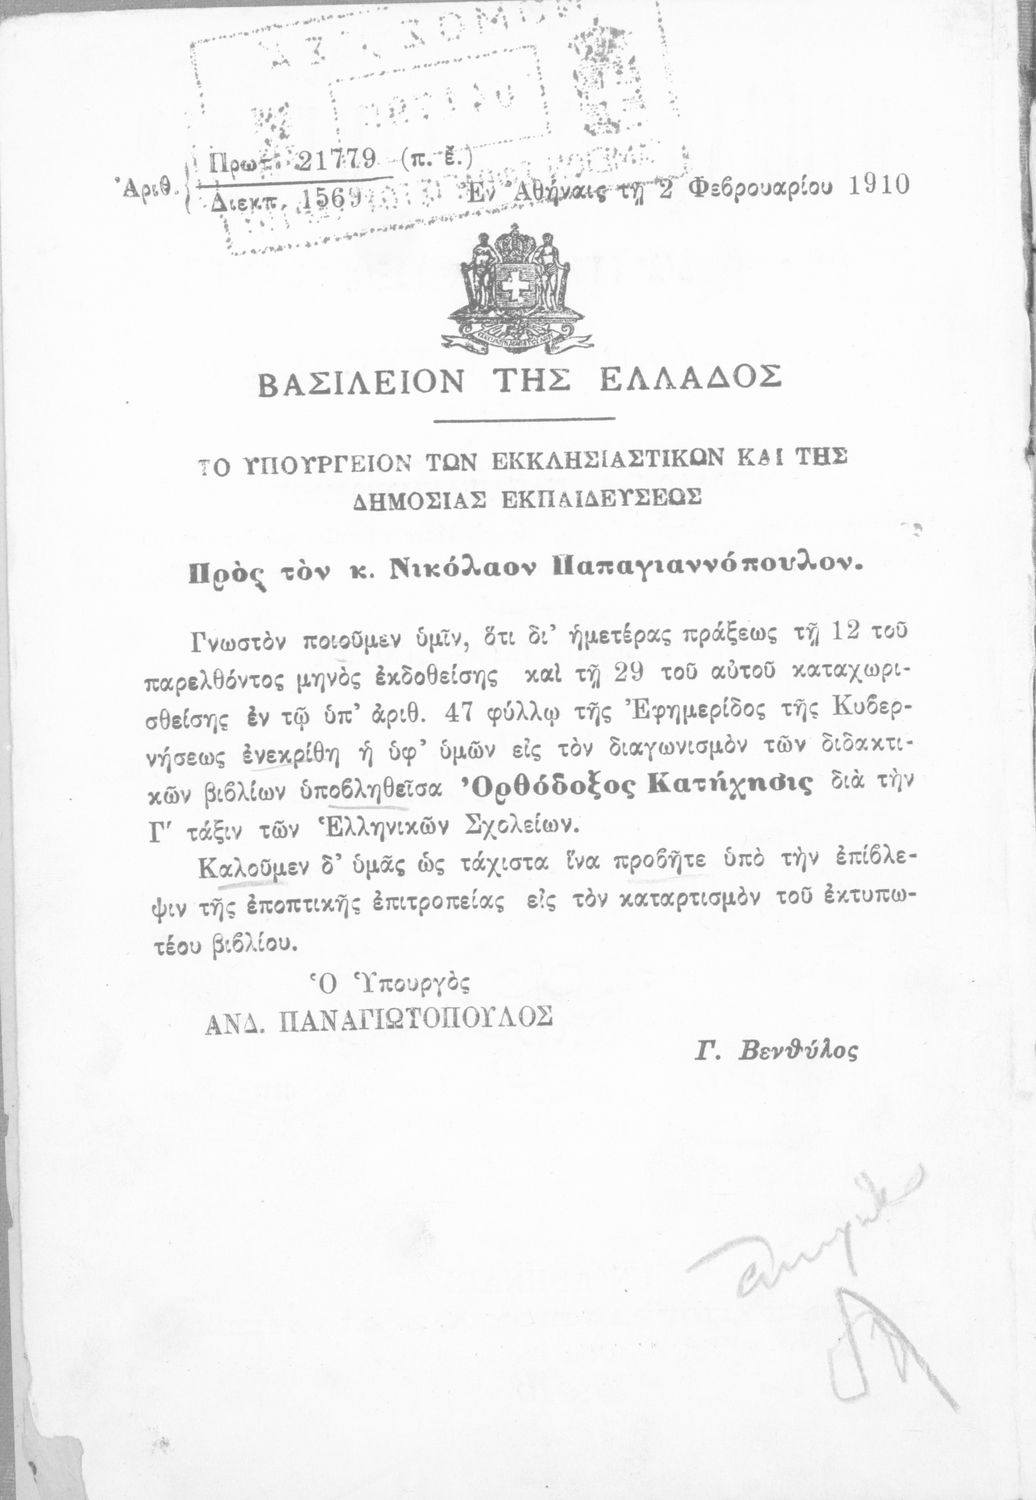 Ἀριθ. Πρωτ. 21779 (π. ἔ.)
Διεκπ. 1569
Ἐν Ἀθήναις τῇ 2 Φεβρουαρίου 1910
ΒΑΣΙΛΕΙΟΝ ΤΗΣ ΕΛΛΑΔΟΣ
ΤΟ ΥΠΟΥΡΓΕΙΟΝ ΤΩΝ ΕΚΚΛΗΣΙΑΣΤΙΚΩΝ ΚΑΙ ΤΗΣ
ΔΗΜΟΣΙΑΣ ΕΚΠΑΙΔΕΥΣΕΩΣ
Πρὸς τὸν κ. Νικόλαον Παπαγιαννόπουλον.
Γνωστὸν ποιοῦμεν ὑμῖν, ὅτι δι’ ἡμετέρας πράξεως τῇ 12 τοῦ
παρελθόντος μηνὸς ἐκδοθείσης καὶ τῇ 29 τοῦ αὐτοῦ καταχωρι-
σθείσης ἐν τῷ ὑπ’ ἀριθ. 47 φύλλῳ τῆς Ἐφημερίδος τῆς Κυβερ-
νήσεως ἐνεκρίθη ἡ ὑφ’ ὑμῶν εἰς τὸν διαγωνισμὸν τῶν διδακτι-
κῶν βιβλίων ὑποβληθεῖσα Ὀρθόδοξος Κατήχησις διὰ τὴν
Γ′ τάξιν τῶν Ἑλληνικῶν Σχολείων.
Καλοῦμεν δ’ ὑμᾶς ὡς τάχιστα ἵνα προβῆτε ὑπὸ τὴν ἐπίβλε-
ψιν τῆς ἐποπτικῆς ἐπιτροπείας εἰς τὸν καταρτισμὸν τοῦ ἐκτυπω-
τέου βιβλίου.
Ὁ Ὑπουργὸς
ΑΝΔ. ΠΑΝΑΓΙΩΤΟΠΟΥΛΟΣ
Γ. Βενθύλος